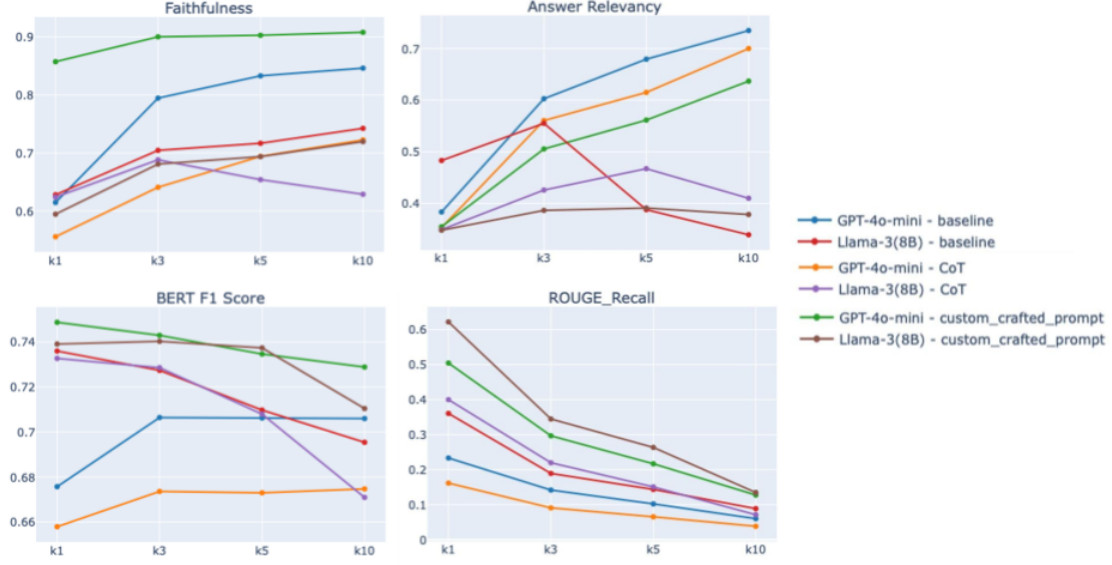 Faithfulness
0.9
0.8
0.7
0.6
k1 k3 k5 k10
Answer Relevancy
0.7
0.6
0.5
0.4
k1 k3 k5 k10
BERT F1 Score
0.74
0.72
0.7
0.68
0.66
k1 k3 k5 k10
ROUGE_Recall
0.6
0.5
0.4
0.3
0.2
0.1
0
k1 k3 k5 k10
GPT-4o-mini - baseline
Llama-3(8B) - baseline
GPT-4o-mini - CoT
Llama-3(8B) - CoT
GPT-4o-mini - custom_crafted_prompt
Llama-3(8B) - custom_crafted_prompt